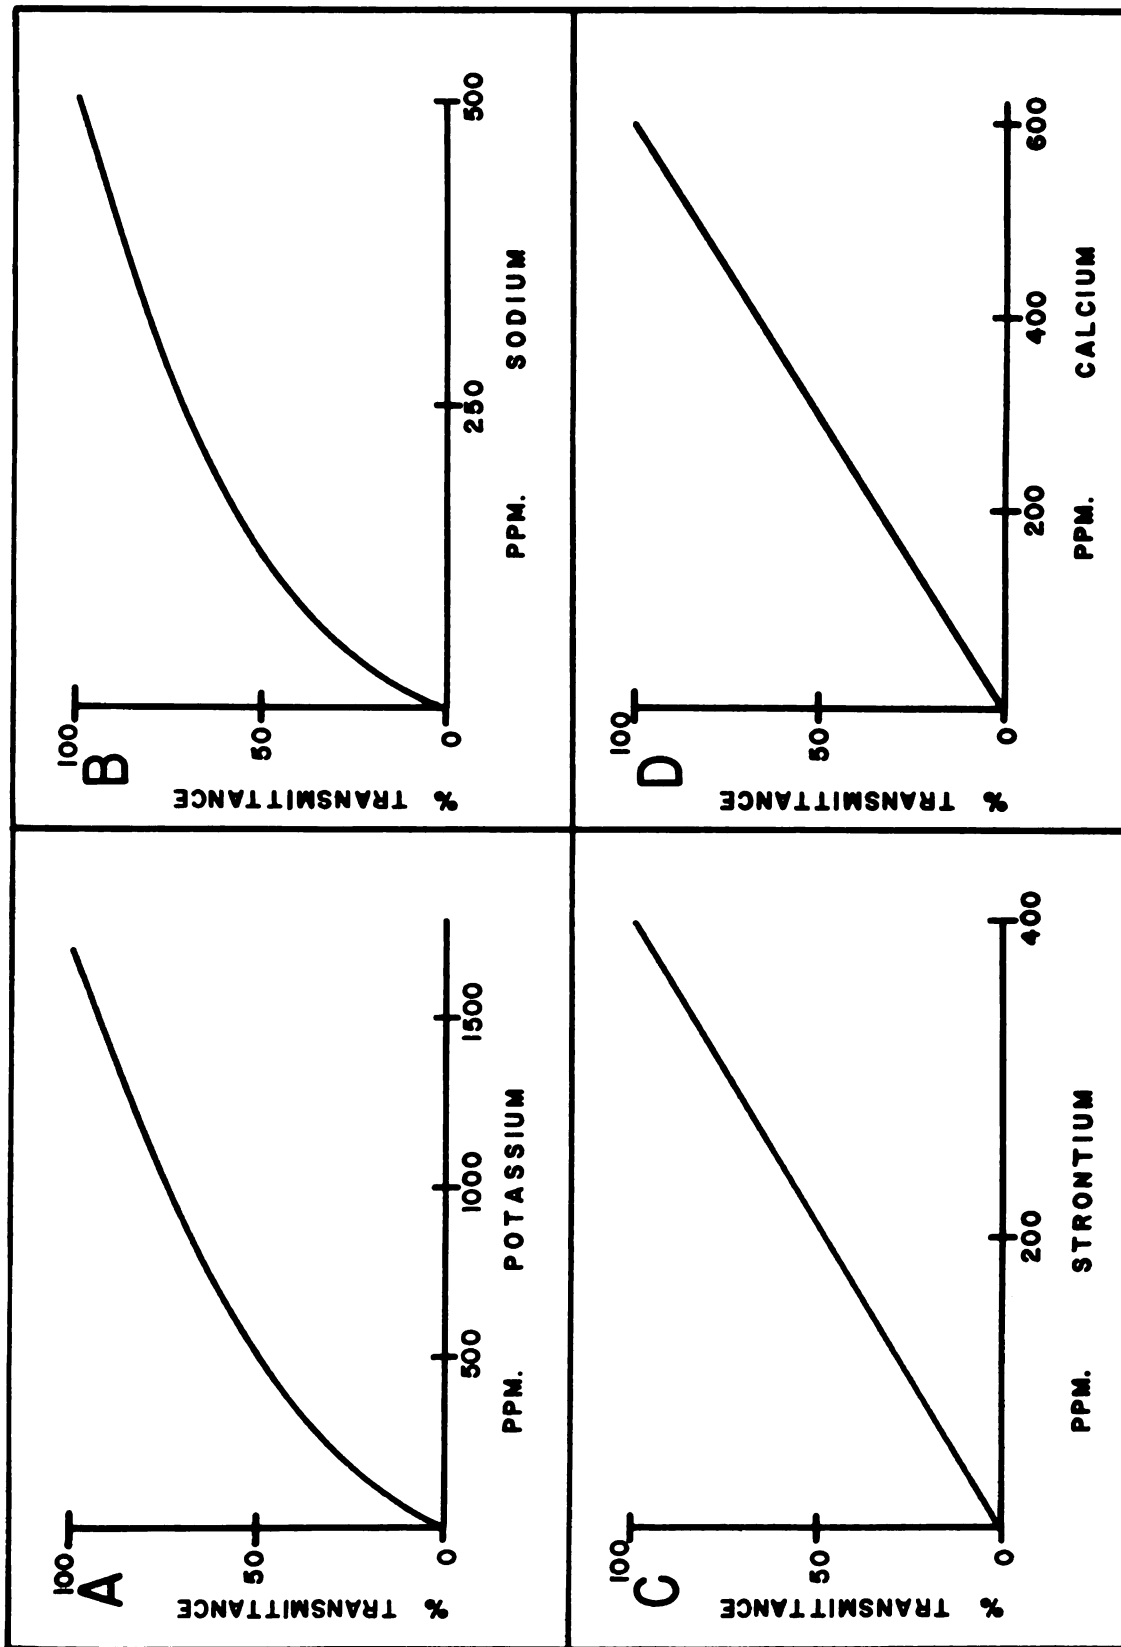 A
% TRANSMITTANCE
100
50
0
500
1000
1500
PPM. POTASSIUM
B
% TRANSMITTANCE
100
50
0
250
500
PPM. SODIUM
C
% TRANSMITTANCE
100
50
0
200
400
PPM. STRONTIUM
D
% TRANSMITTANCE
100
50
0
200
400
600
PPM. CALCIUM